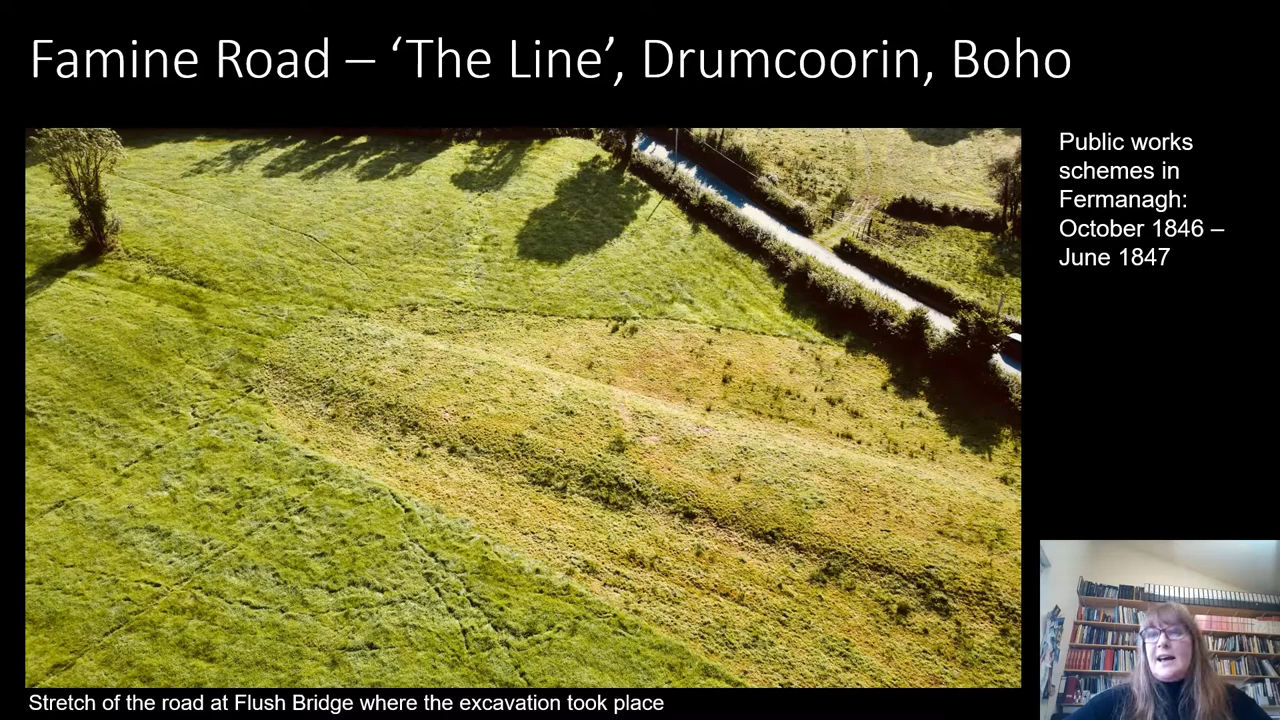 Famine Road – ‘The Line’, Drumcoorin, Boho
Public works
schemes in
Fermanagh:
October 1846 –
June 1847
Stretch of the road at Flush Bridge where the excavation took place